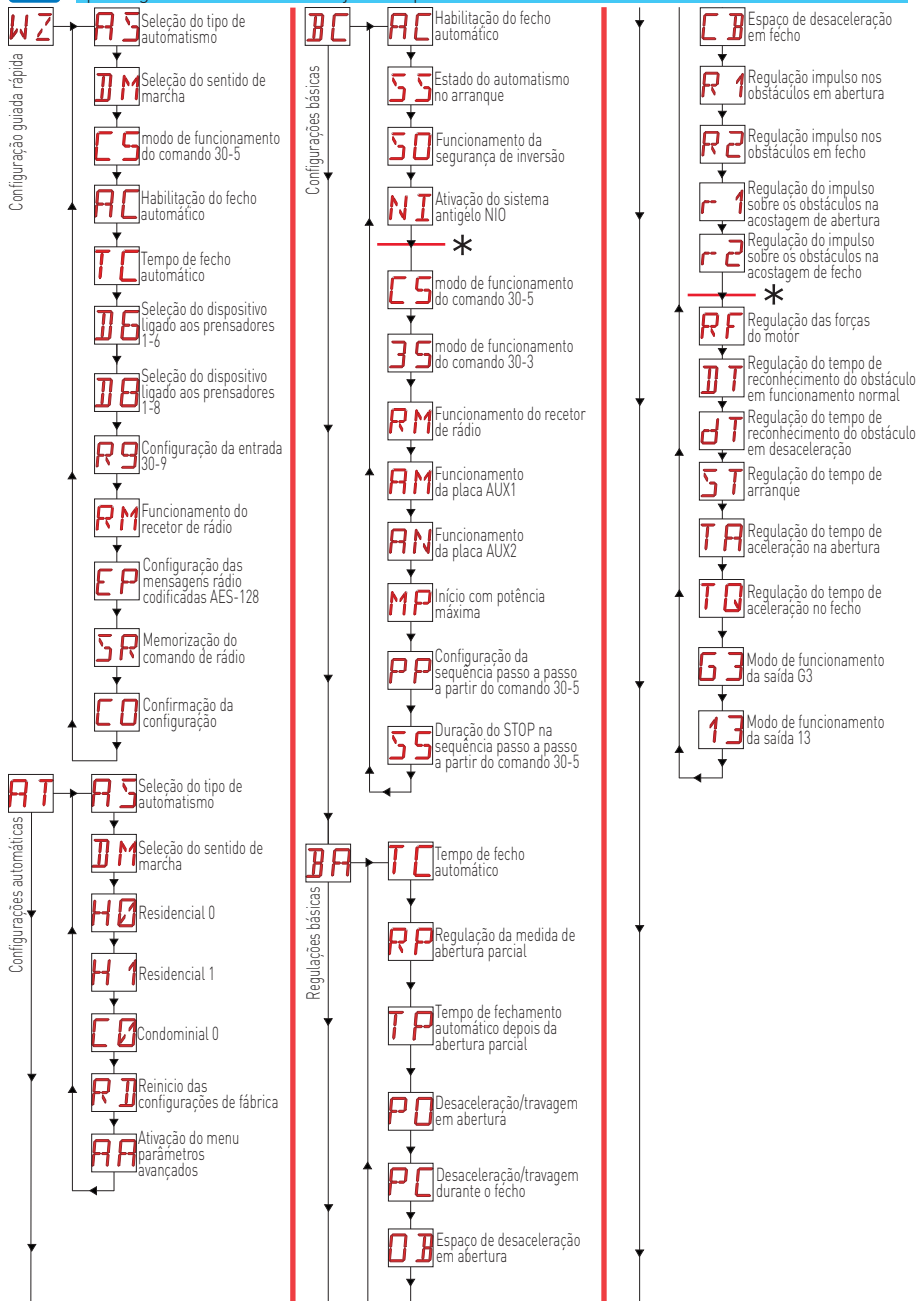 WZ
Configuração guiada rápida
AS
Seleção do tipo de
automatismo
DM
Seleção do sentido de
marcha
CS
modo de funcionamento
do comando 30-5
AC
Habilitação do fecho
automático
TC
Tempo de fecho
automático
D6
Seleção do dispositivo
ligado aos prensadores
1-6
D8
Seleção do dispositivo
ligado aos prensadores
1-8
R9
Configuração da entrada
30-9
RM
Funcionamento do
recetor de rádio
EP
Configuração das
mensagens rádio
codificadas AES-128
SR
Memorização do
comando de rádio
CO
Confirmação da
configuração
AT
Configurações automáticas
AS
Seleção do tipo de
automatismo
DM
Seleção do sentido de
marcha
H0
Residencial 0
H1
Residencial 1
C0
Condominial 0
RD
Reinicio das
configurações de fábrica
AA
Ativação do menu
parâmetros
avançados
BC
Configurações básicas
AC
Habilitação do fecho
automático
SS
Estado do automatismo
no arranque
SO
Funcionamento da
segurança de inversão
NI
Ativação do sistema
antigélo NIO
*
CS
modo de funcionamento
do comando 30-5
3S
modo de funcionamento
do comando 30-3
RM
Funcionamento do recetor
de rádio
AM
Funcionamento
da placa AUX1
AN
Funcionamento
da placa AUX2
MP
Início com potência
máxima
PP
Configuração da
sequência passo a passo
a partir do comando 30-5
S5
Duração do STOP na
sequência passo a passo
a partir do comando 30-5
BA
Regulações básicas
TC
Tempo de fecho
automático
RP
Regulação da medida de
abertura parcial
TP
Tempo de fechamento
automático depois da
abertura parcial
PO
Desaceleração/travagem
em abertura
PC
Desaceleração/travagem
durante o fecho
OB
Espaço de desaceleração
em abertura
CB
Espaço de desaceleração
em fecho
R1
Regulação impulso nos
obstáculos em abertura
R2
Regulação impulso nos
obstáculos em fecho
r1
Regulação do impulso
sobre os obstáculos na
acostagem de abertura
r2
Regulação do impulso
sobre os obstáculos na
acostagem de fecho
*
RF
Regulação das forças
do motor
DT
Regulação do tempo de
reconhecimento do obstáculo
em funcionamento normal
dT
Regulação do tempo de
reconhecimento do obstáculo
em desaceleração
ST
Regulação do tempo de
arranque
TA
Regulação do tempo de
aceleração na abertura
TQ
Regulação do tempo de
aceleração no fecho
G3
Modo de funcionamento
da saída G3
13
Modo de funcionamento
da saída 13